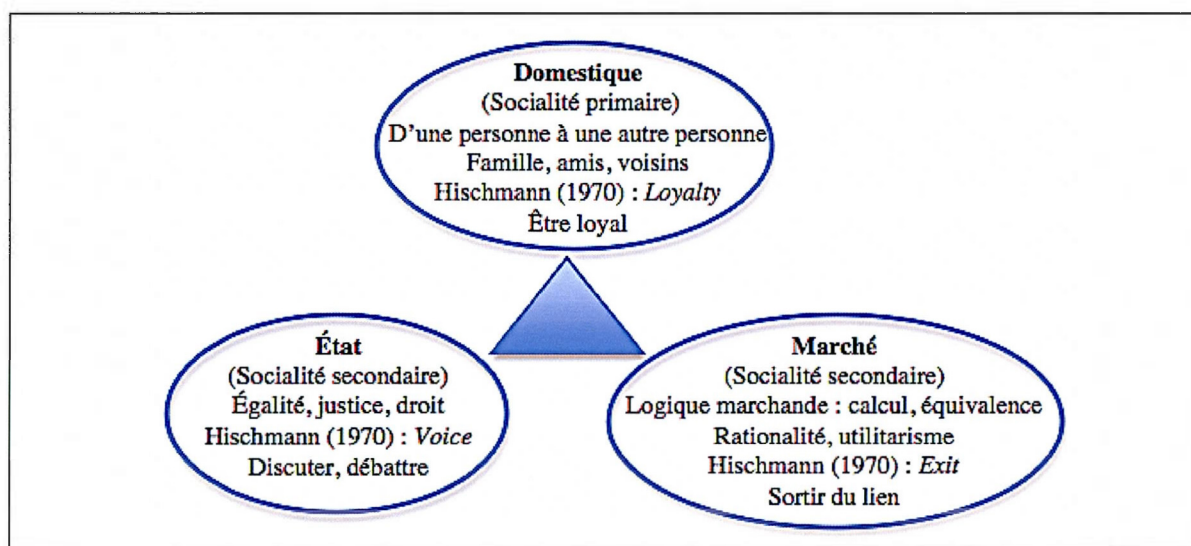 Domestique
(Socialité primaire)
D'une personne à une autre personne
Famille, amis, voisins
Hischmann (1970) : Loyalty
Être loyal
État
(Socialité secondaire)
Égalité, justice, droit
Hischmann (1970) : Voice
Discuter, débattre
Marché
(Socialité secondaire)
Logique marchande : calcul, équivalence
Rationalité, utilitarisme
Hischmann (1970) : Exit
Sortir du lien